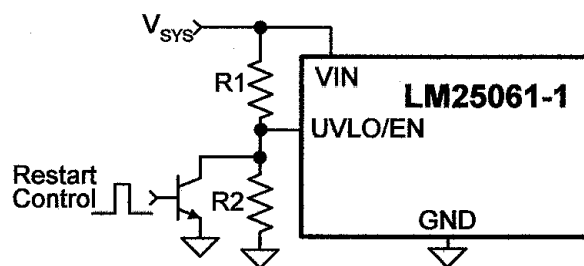 VSYS
R1
VIN
LM25061-1
UVLO/EN
Restart
Control
R2
GND